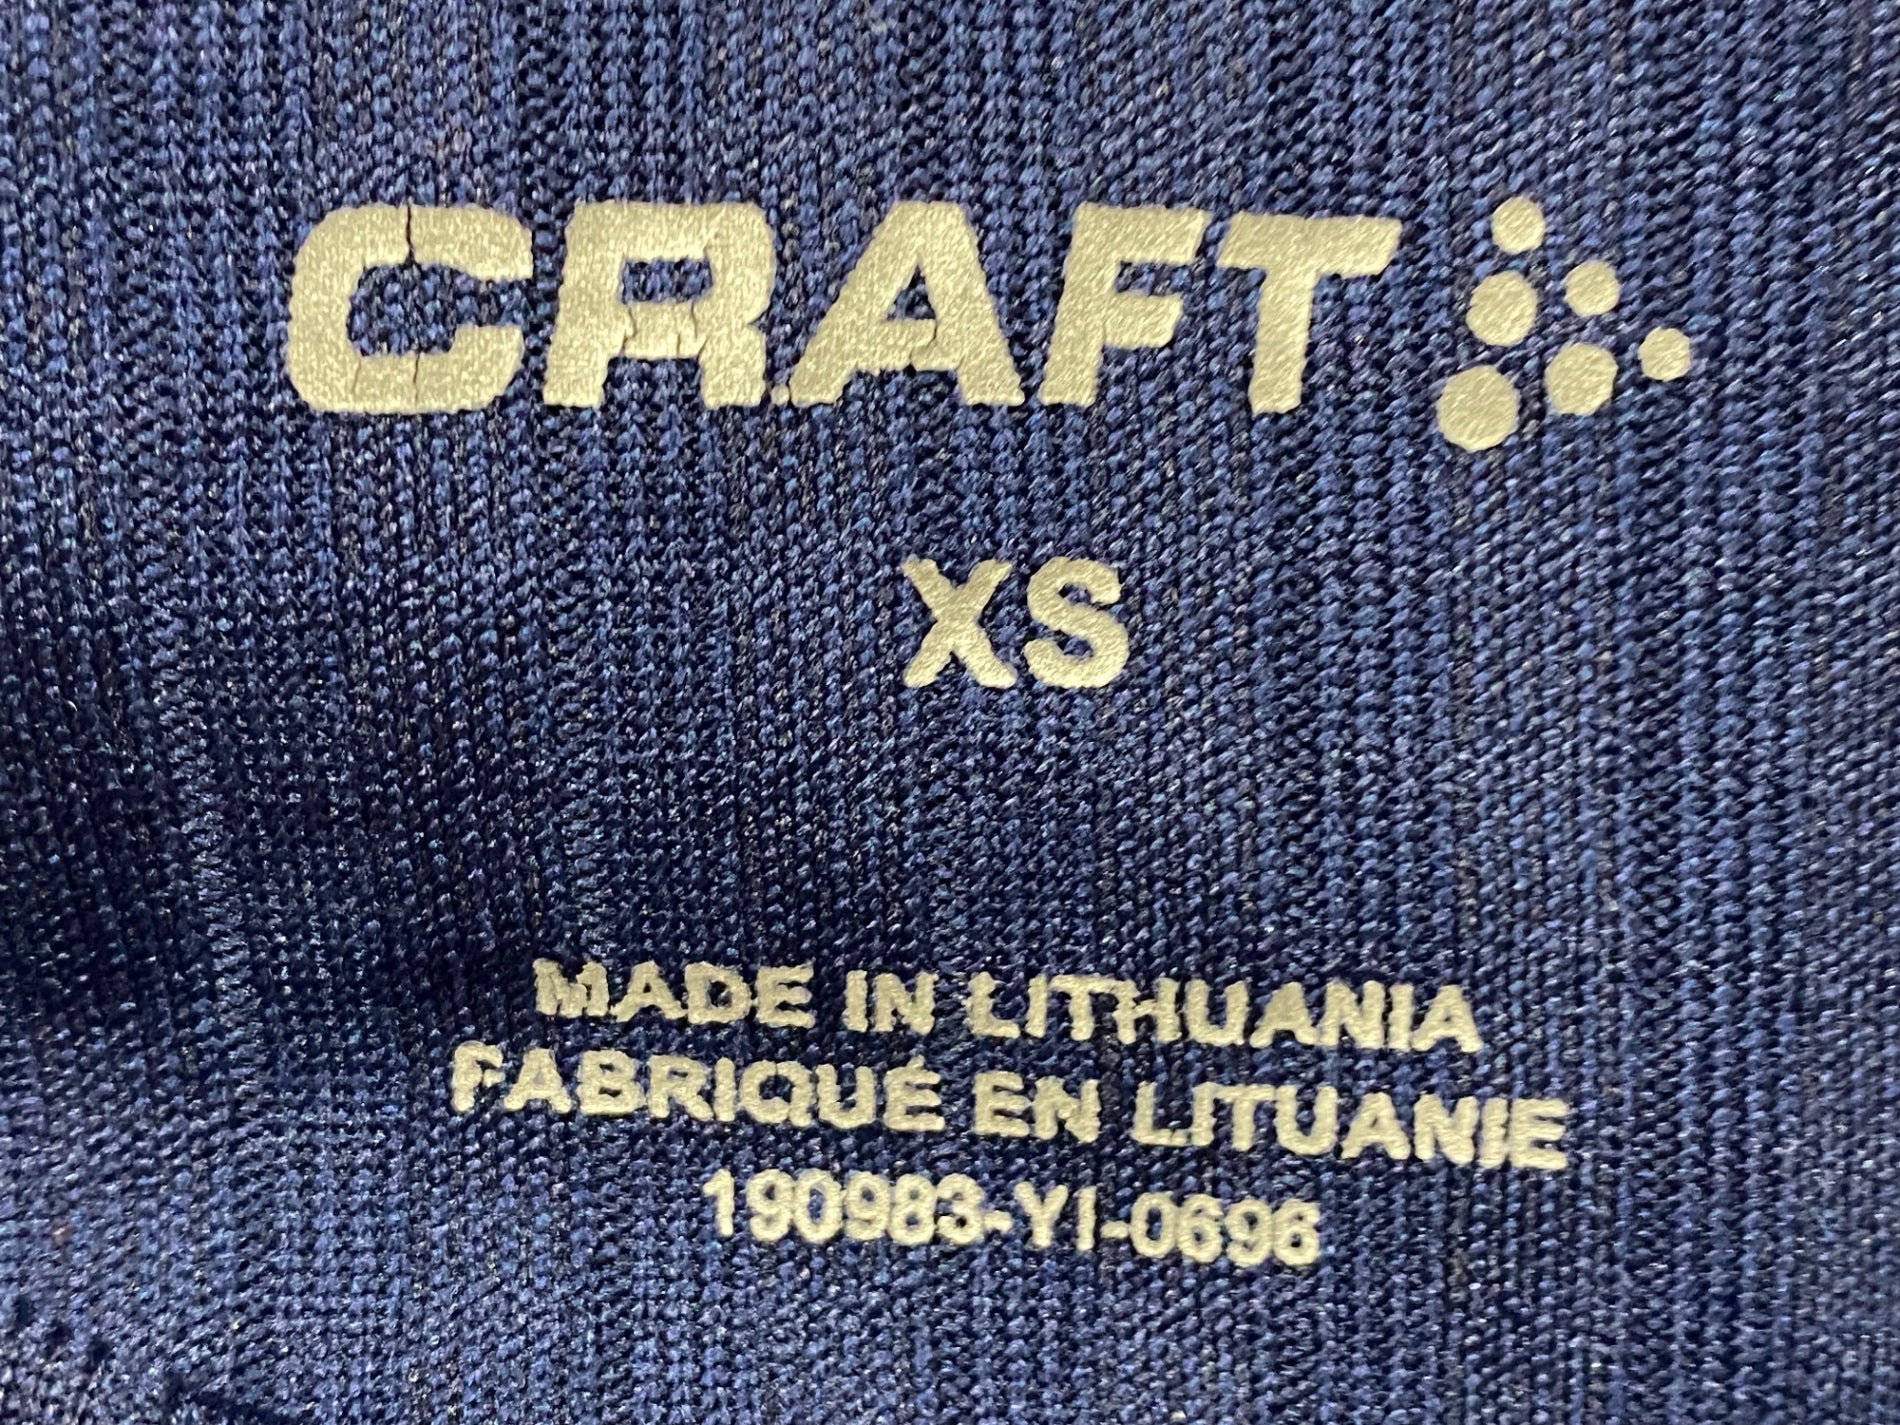 CRAFT
XS
MADE IN LITHUANIA
FABRIQUÉ EN LITUANIE
190983-YI-0696